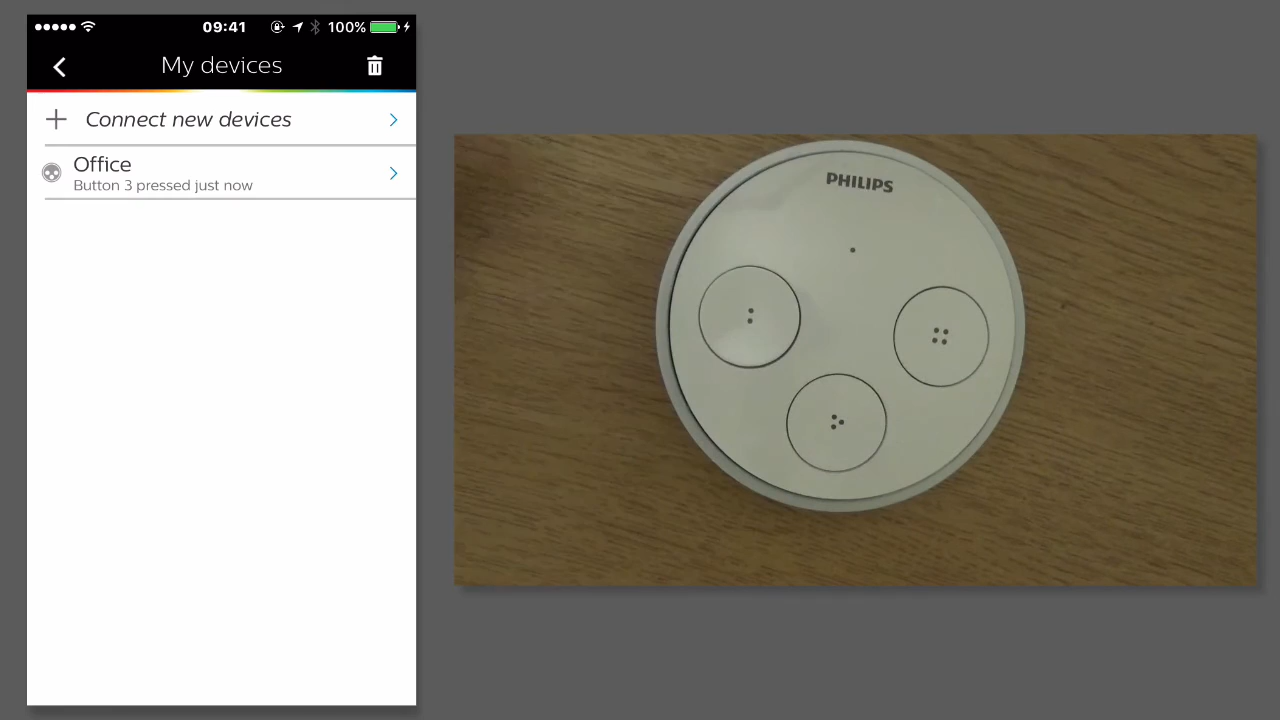 09:41
100%
My devices
Connect new devices
Office
Button 3 pressed just now
PHILIPS